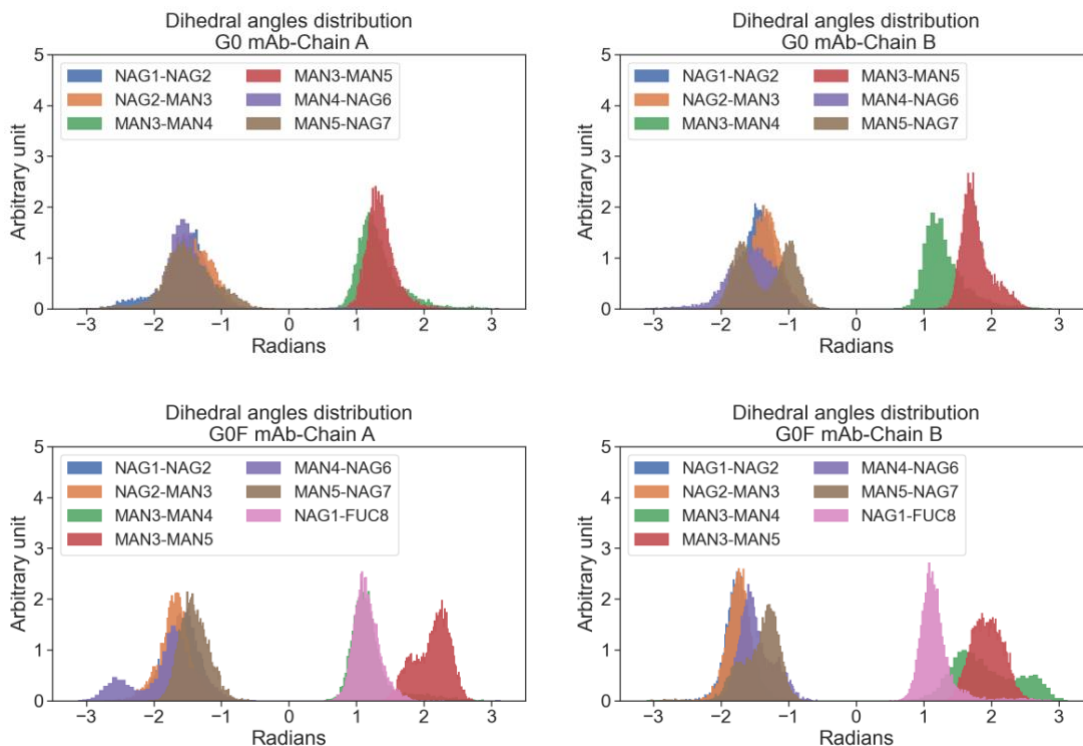 Dihedral angles distribution
G0 mAb-Chain A
Arbitrary unit
5
4
3
2
1
0
NAG1-NAG2
NAG2-MAN3
MAN3-MAN4
MAN3-MAN5
MAN4-NAG6
MAN5-NAG7
−3 −2 −1 0 1 2 3
Radians
Dihedral angles distribution
G0 mAb-Chain B
Arbitrary unit
5
4
3
2
1
0
NAG1-NAG2
NAG2-MAN3
MAN3-MAN4
MAN3-MAN5
MAN4-NAG6
MAN5-NAG7
−3 −2 −1 0 1 2 3
Radians
Dihedral angles distribution
G0F mAb-Chain A
Arbitrary unit
5
4
3
2
1
0
NAG1-NAG2
NAG2-MAN3
MAN3-MAN4
MAN3-MAN5
MAN4-NAG6
MAN5-NAG7
NAG1-FUC8
−3 −2 −1 0 1 2 3
Radians
Dihedral angles distribution
G0F mAb-Chain B
Arbitrary unit
5
4
3
2
1
0
NAG1-NAG2
NAG2-MAN3
MAN3-MAN4
MAN3-MAN5
MAN4-NAG6
MAN5-NAG7
NAG1-FUC8
−3 −2 −1 0 1 2 3
Radians